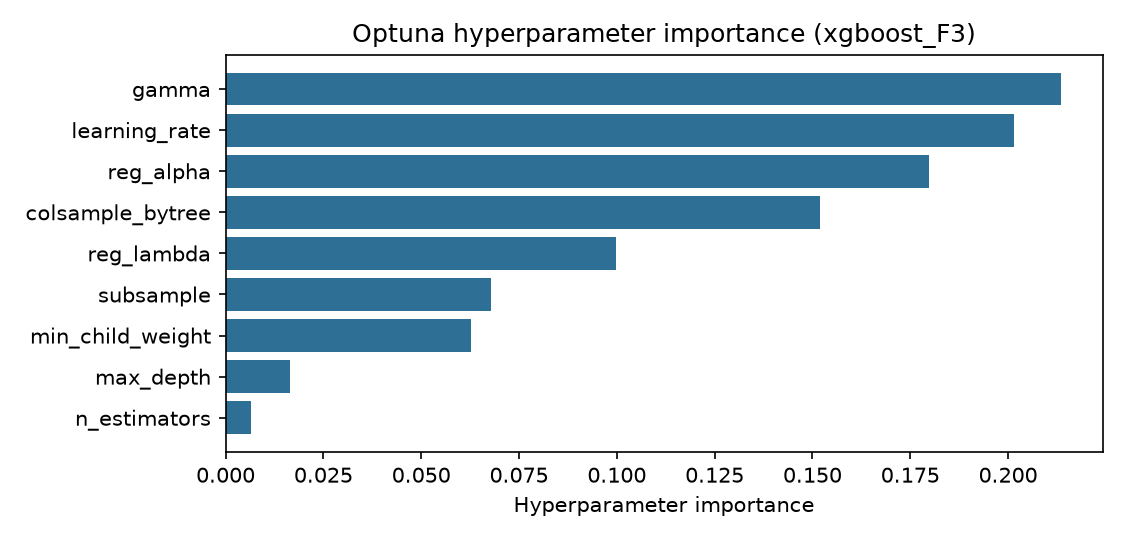 Optuna hyperparameter importance (xgboost_F3)
gamma
learning_rate
reg_alpha
colsample_bytree
reg_lambda
subsample
min_child_weight
max_depth
n_estimators
0.000 0.025 0.050 0.075 0.100 0.125 0.150 0.175 0.200
Hyperparameter importance